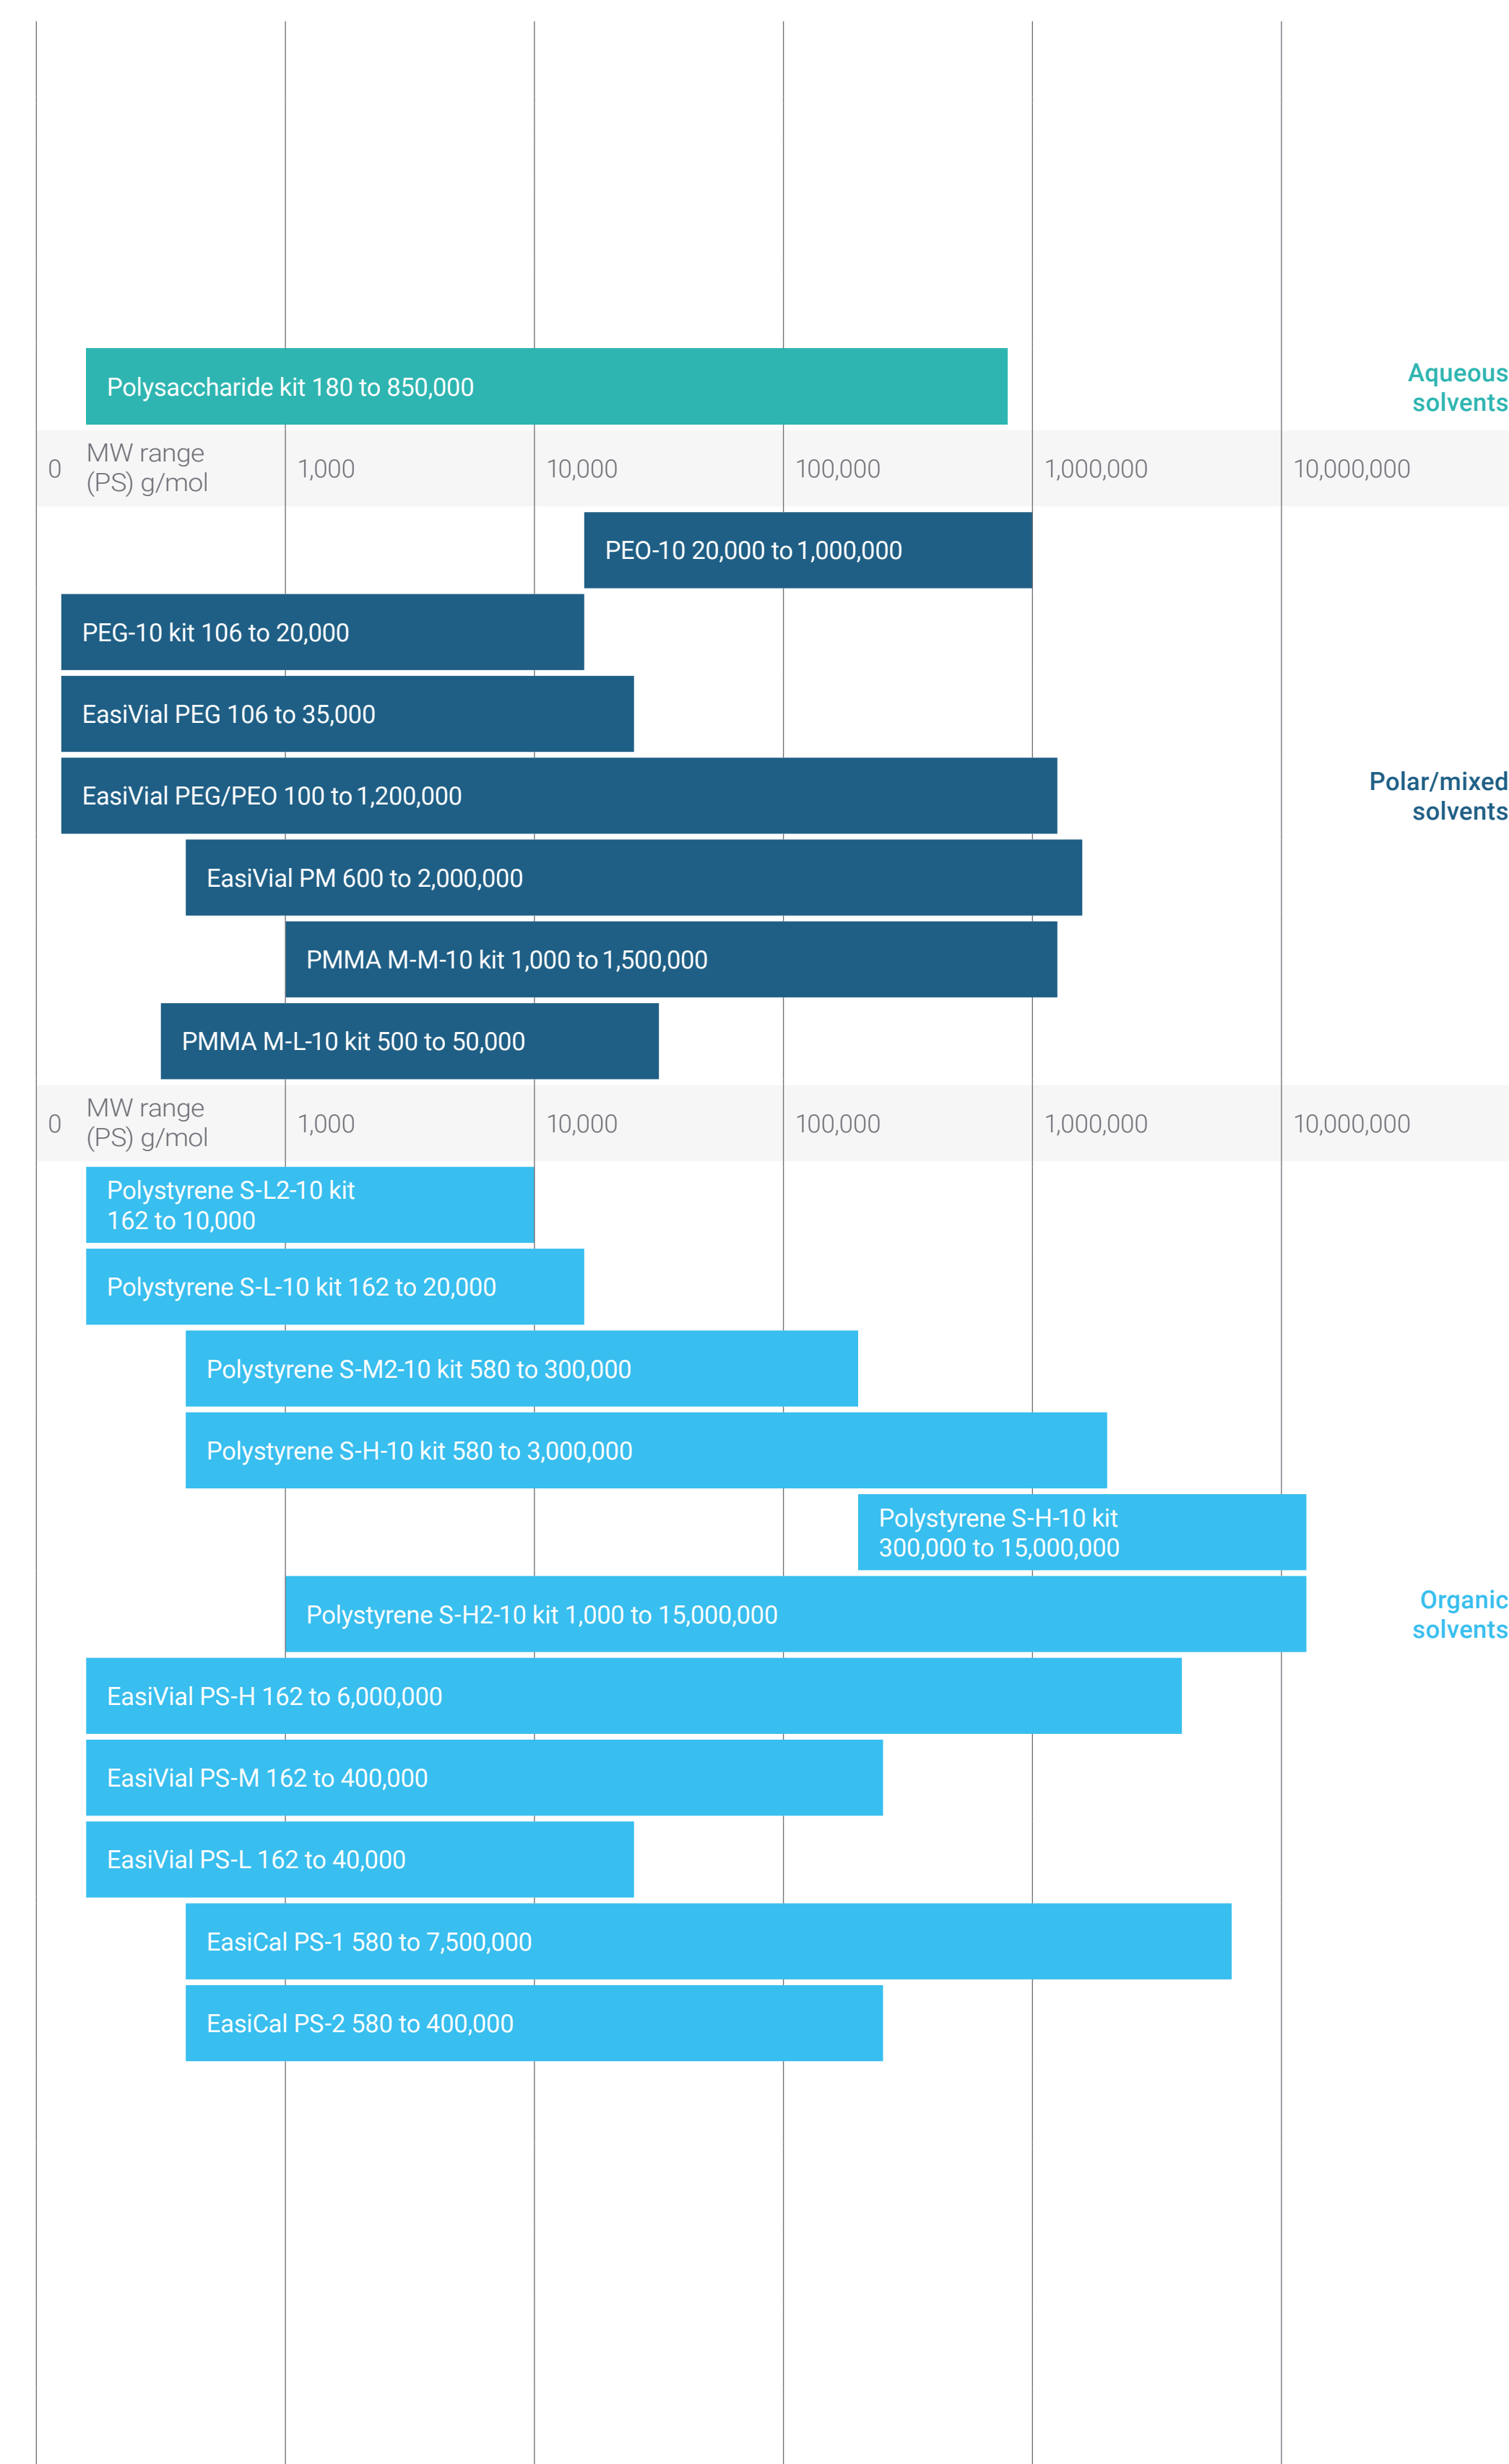 Polysaccharide kit 180 to 850,000
Aqueous
solvents
0
MW range
(PS) g/mol
1,000
10,000
100,000
1,000,000
10,000,000
PEO-10 20,000 to 1,000,000
PEG-10 kit 106 to 20,000
EasiVial PEG 106 to 35,000
EasiVial PEG/PEO 100 to 1,200,000
Polar/mixed
solvents
EasiVial PM 600 to 2,000,000
PMMA M-M-10 kit 1,000 to 1,500,000
PMMA M-L-10 kit 500 to 50,000
0
MW range
(PS) g/mol
1,000
10,000
100,000
1,000,000
10,000,000
Polystyrene S-L2-10 kit
162 to 10,000
Polystyrene S-L-10 kit 162 to 20,000
Polystyrene S-M2-10 kit 580 to 300,000
Polystyrene S-H-10 kit 580 to 3,000,000
Polystyrene S-H-10 kit
300,000 to 15,000,000
Polystyrene S-H2-10 kit 1,000 to 15,000,000
Organic
solvents
EasiVial PS-H 162 to 6,000,000
EasiVial PS-M 162 to 400,000
EasiVial PS-L 162 to 40,000
EasiCal PS-1 580 to 7,500,000
EasiCal PS-2 580 to 400,000